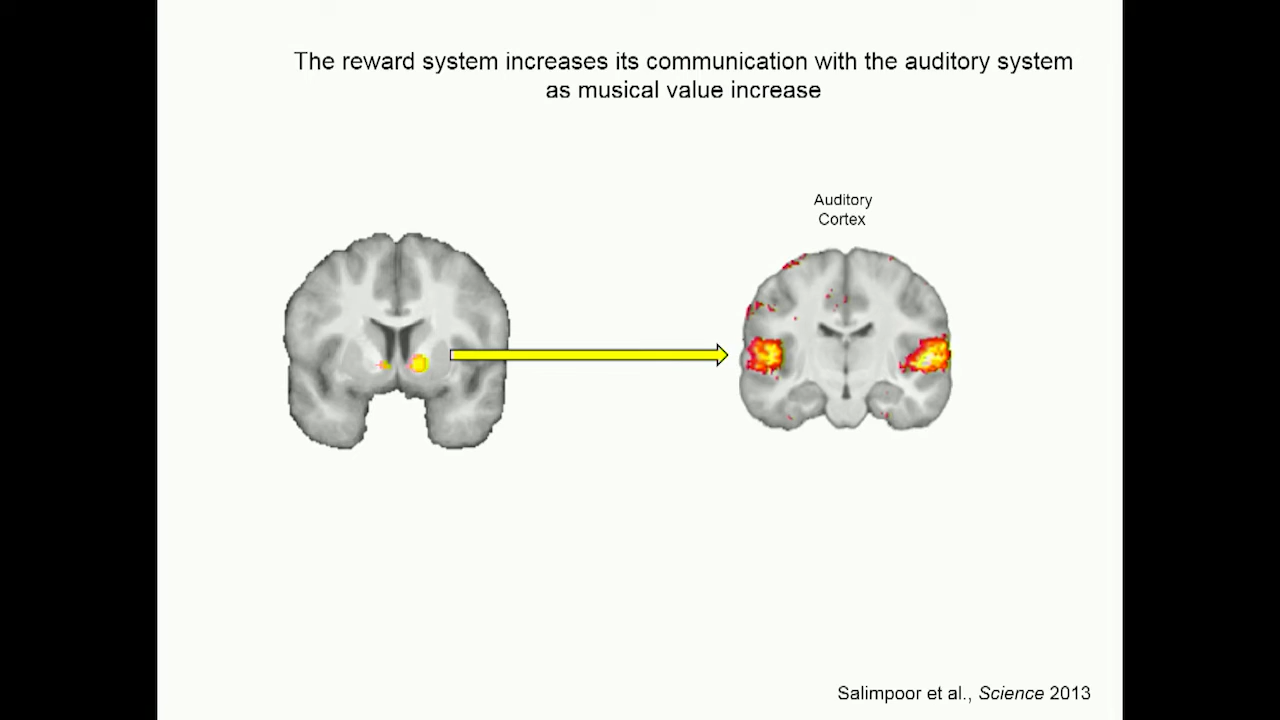 The reward system increases its communication with the auditory system
as musical value increase
Auditory
Cortex
Salimpoor et al., Science 2013